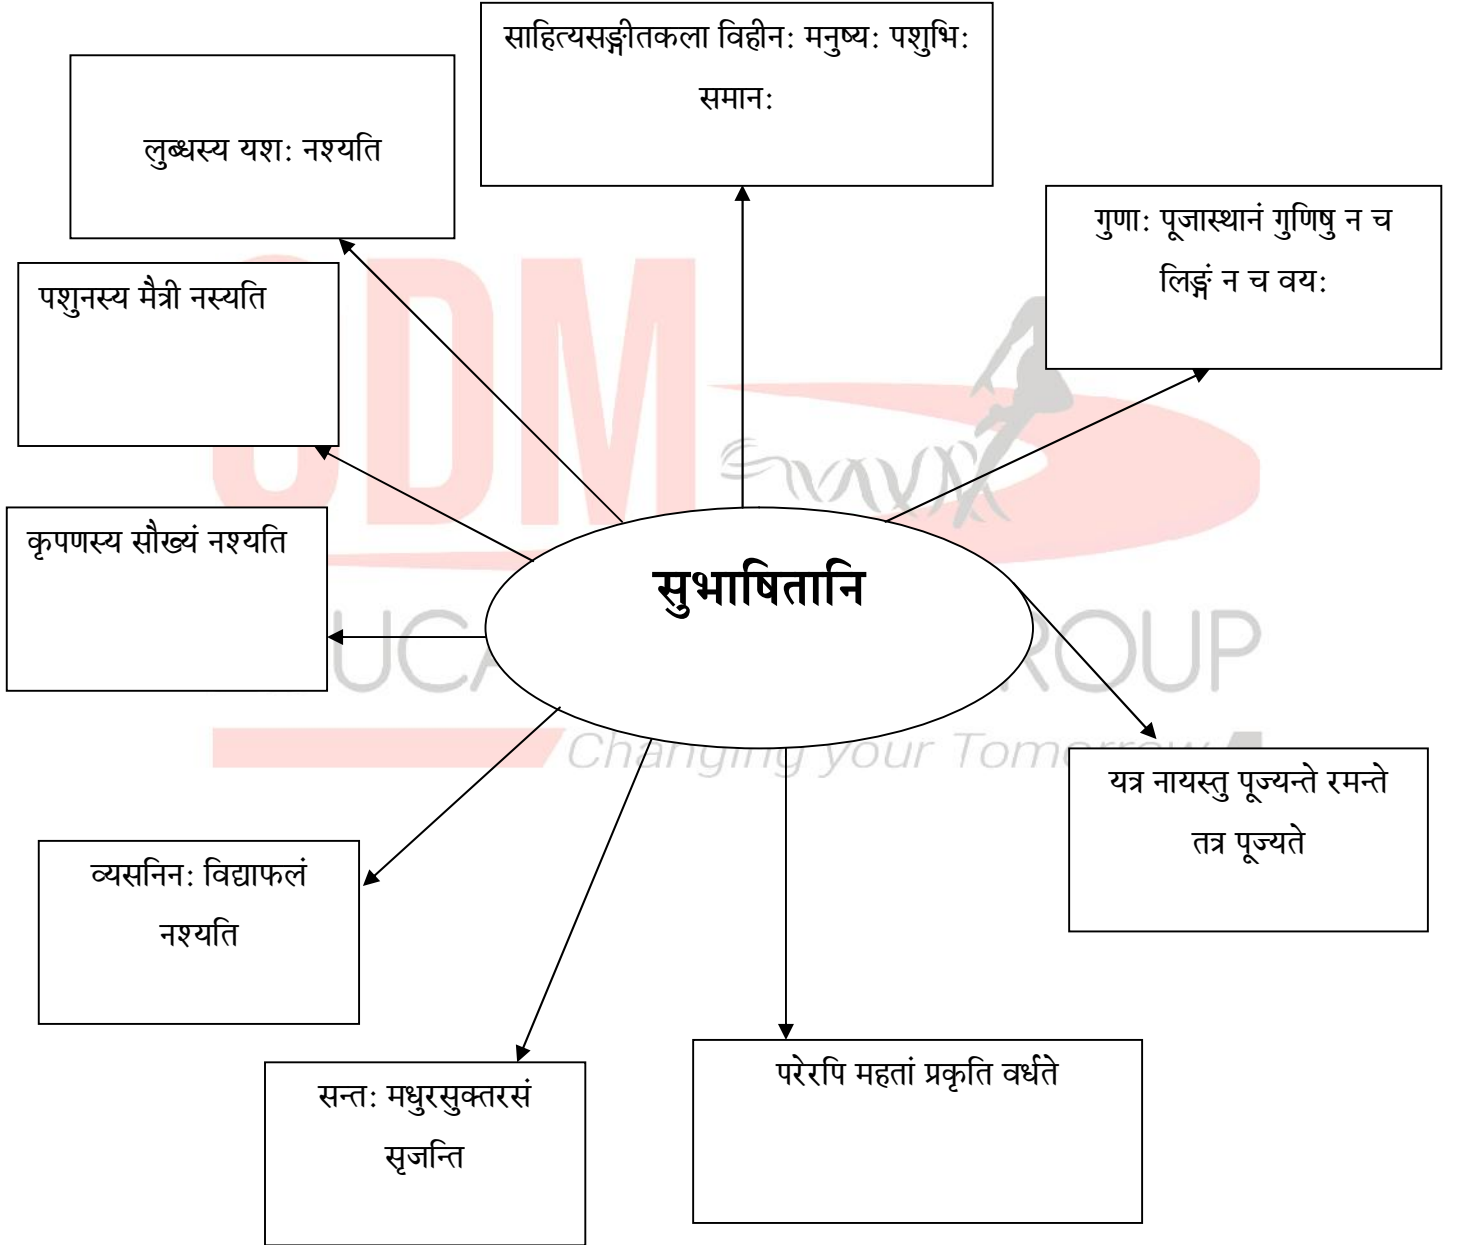 साहित्यसङ्गीतकला विहीन: मनुष्य: पशुभि:
समान:
लुब्धस्य यश: नश्यति
गुणा: पूजास्थानं गुणिषु न च
लिङ्गं न च वय:
पशुनस्य मैत्री नस्यति
कृपणस्य सौख्यं नश्यति
सुभाषितानि
यत्र नायस्तु पूज्यन्ते रमन्ते
तत्र पूज्यते
व्यसनिन: विद्याफलं
नश्यति
सन्त: मधुरसुक्तरसं
सृजन्ति
परेरपि महतां प्रकृति वर्धते
Changing your Tomorrow